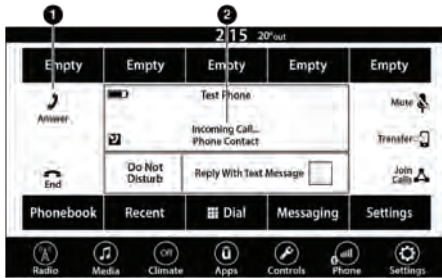 1 2
2 15 20°out
Empty Empty Empty Empty Empty
Test Phone
Answer
Mute
Incoming Call...
Phone Contact
Transfer
End
Do Not Disturb
Reply With Text Message
Join Calls
Phonebook Recent Dial Messaging Settings
Off
Radio Media Climate Apps Controls Phone Settings